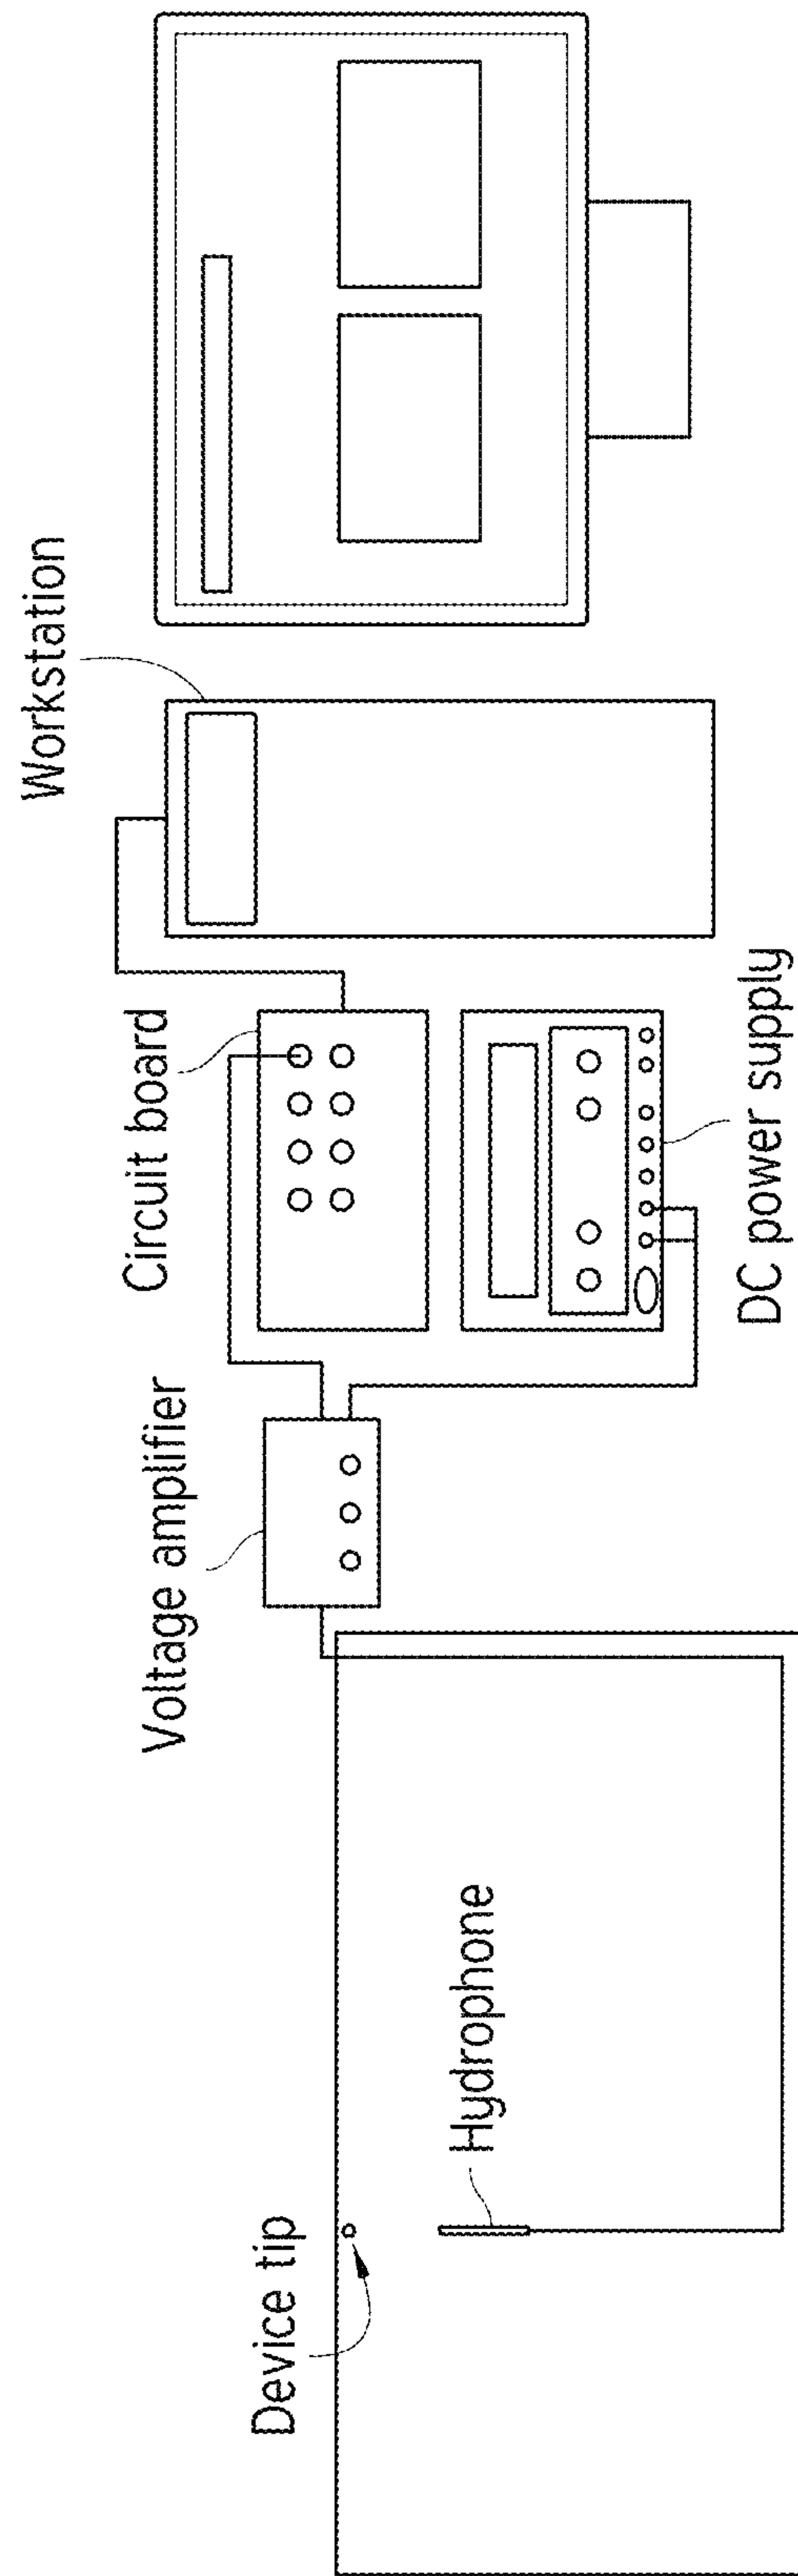 Device tip
Hydrophone
Voltage amplifier
Circuit board
DC power supply
Workstation